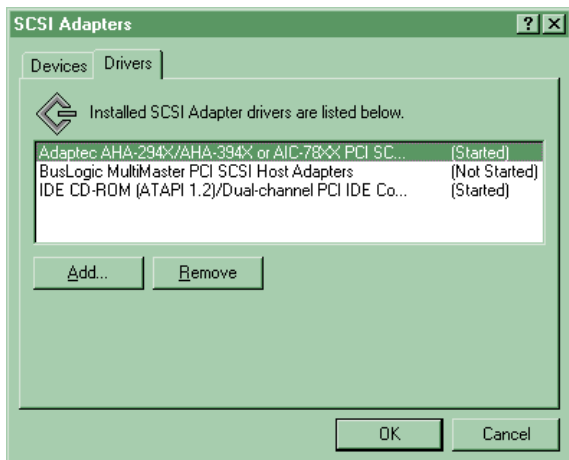 SCSI Adapters
Devices Drivers
Installed SCSI Adapter drivers are listed below.
Adaptec AHA-294X/AHA-394X or AIC-78XX PCI SC... (Started)
BusLogic MultiMaster PCI SCSI Host Adapters (Not Started)
IDE CD-ROM (ATAPI 1.2)/Dual-channel PCI IDE Co... (Started)
Add... Remove
OK Cancel